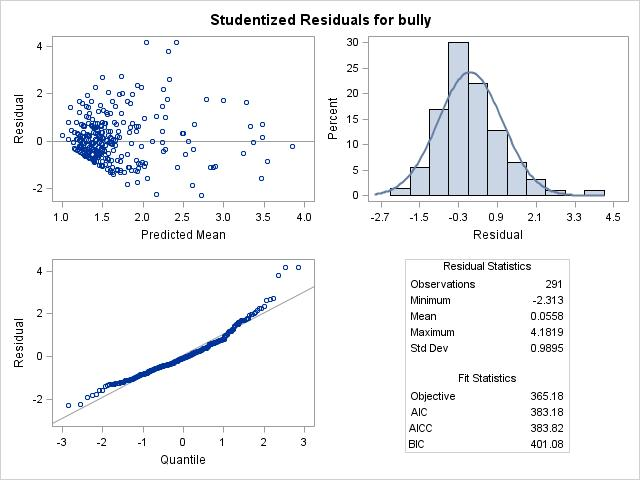 Studentized Residuals for bully
4
2
0
-2
Residual
1.0 1.5 2.0 2.5 3.0 3.5 4.0
Predicted Mean
30
25
20
15
10
5
0
Percent
-2.7 -1.5 -0.3 0.9 2.1 3.3 4.5
Residual
4
2
0
-2
Residual
-3 -2 -1 0 1 2 3
Quantile
Residual Statistics
Observations 291
Minimum -2.313
Mean 0.0558
Maximum 4.1819
Std Dev 0.9895
Fit Statistics
Objective 365.18
AIC 383.18
AICC 383.82
BIC 401.08